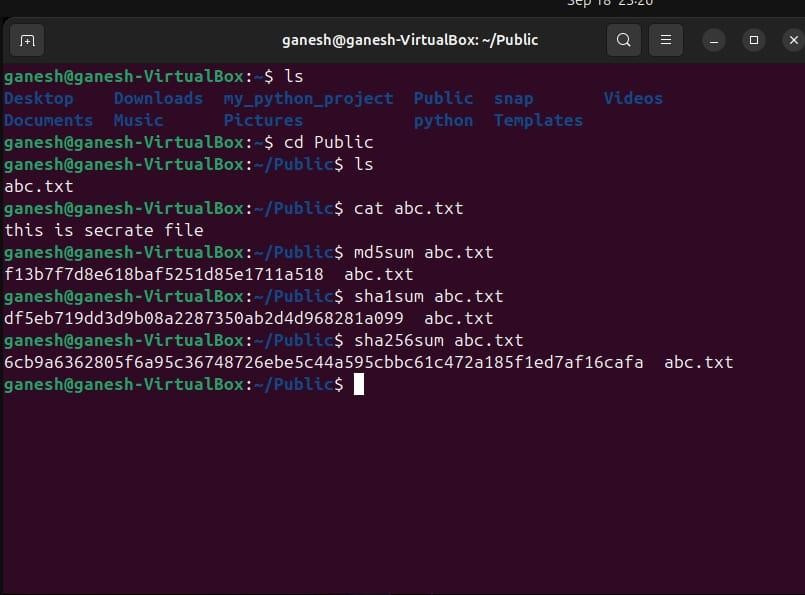 Sep 18 23:20
ganesh@ganesh-VirtualBox: ~/Public
ganesh@ganesh-VirtualBox:~$ ls
Desktop Downloads my_python_project Public snap Videos
Documents Music Pictures python Templates
ganesh@ganesh-VirtualBox:~$ cd Public
ganesh@ganesh-VirtualBox:~/Public$ ls
abc.txt
ganesh@ganesh-VirtualBox:~/Public$ cat abc.txt
this is secrate file
ganesh@ganesh-VirtualBox:~/Public$ md5sum abc.txt
f13b7f7d8e618baf5251d85e1711a518 abc.txt
ganesh@ganesh-VirtualBox:~/Public$ sha1sum abc.txt
df5eb719dd3d9b08a2287350ab2d4d968281a099 abc.txt
ganesh@ganesh-VirtualBox:~/Public$ sha256sum abc.txt
6cb9a6362805f6a95c36748726ebe5c44a595cbbc61c472a185f1ed7af16cafa abc.txt
ganesh@ganesh-VirtualBox:~/Public$